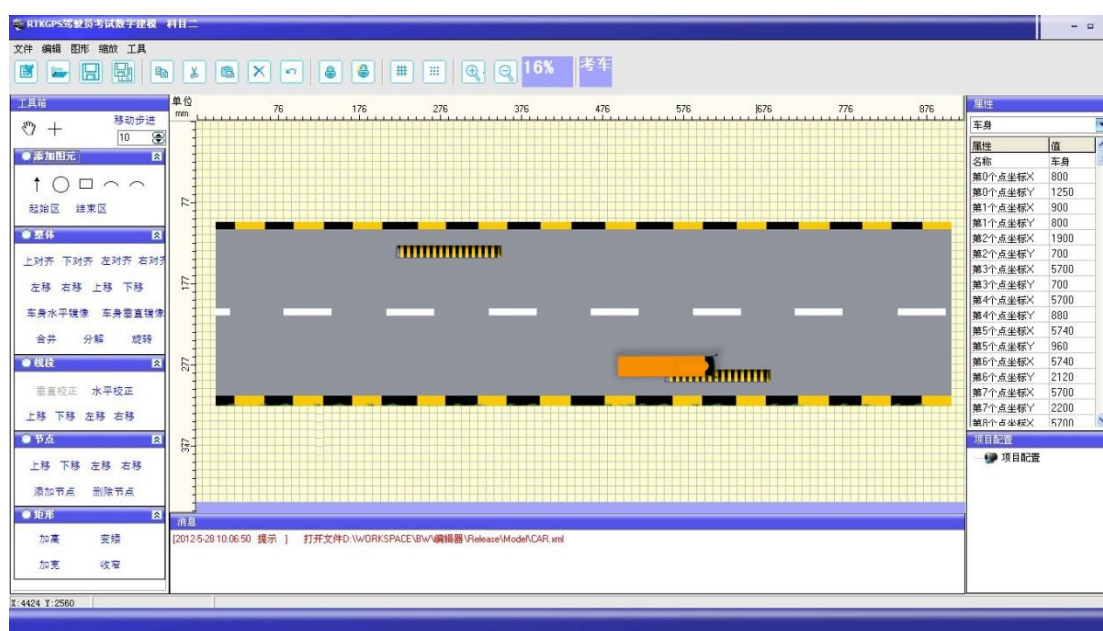 RTKGPS驾驶员考试数字建模 科目二
文件 编辑 图形 缩放 工具
16% 考车
工具箱
移动步进
10
添加图元
起始区 结束区
整体
上对齐 下对齐 左对齐 右对齐
左移 右移 上移 下移
车身水平镜像 车身垂直镜像
合并 分解 旋转
线段
垂直校正 水平校正
上移 下移 左移 右移
节点
上移 下移 左移 右移
添加节点 删除节点
矩形
加高 变矮
加宽 收窄
单位
mm
76 176 276 376 476 576 676 776 876
77
177
277
377
消息
[2012-5-28 10:06:50 提示 ] 打开文件D:\WORKSPACE\BW\编辑器\Release\Model\CAR.xml
属性
车身
属性 值
名称 车身
第0个点坐标X 800
第0个点坐标Y 1250
第1个点坐标X 900
第1个点坐标Y 800
第2个点坐标X 1900
第2个点坐标Y 700
第3个点坐标X 5700
第3个点坐标Y 700
第4个点坐标X 5700
第4个点坐标Y 880
第5个点坐标X 5740
第5个点坐标Y 960
第6个点坐标X 5740
第6个点坐标Y 2120
第7个点坐标X 5700
第7个点坐标Y 2200
第8个点坐标X 5700
项目配置
项目配置
X:4424 Y:2560